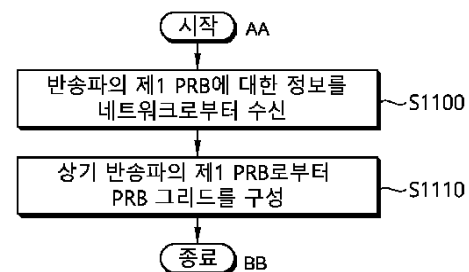 시작 AA
반송파의 제1 PRB에 대한 정보를
네트워크로부터 수신
S1100
상기 반송파의 제1 PRB로부터
PRB 그리드를 구성
S1110
종료 BB